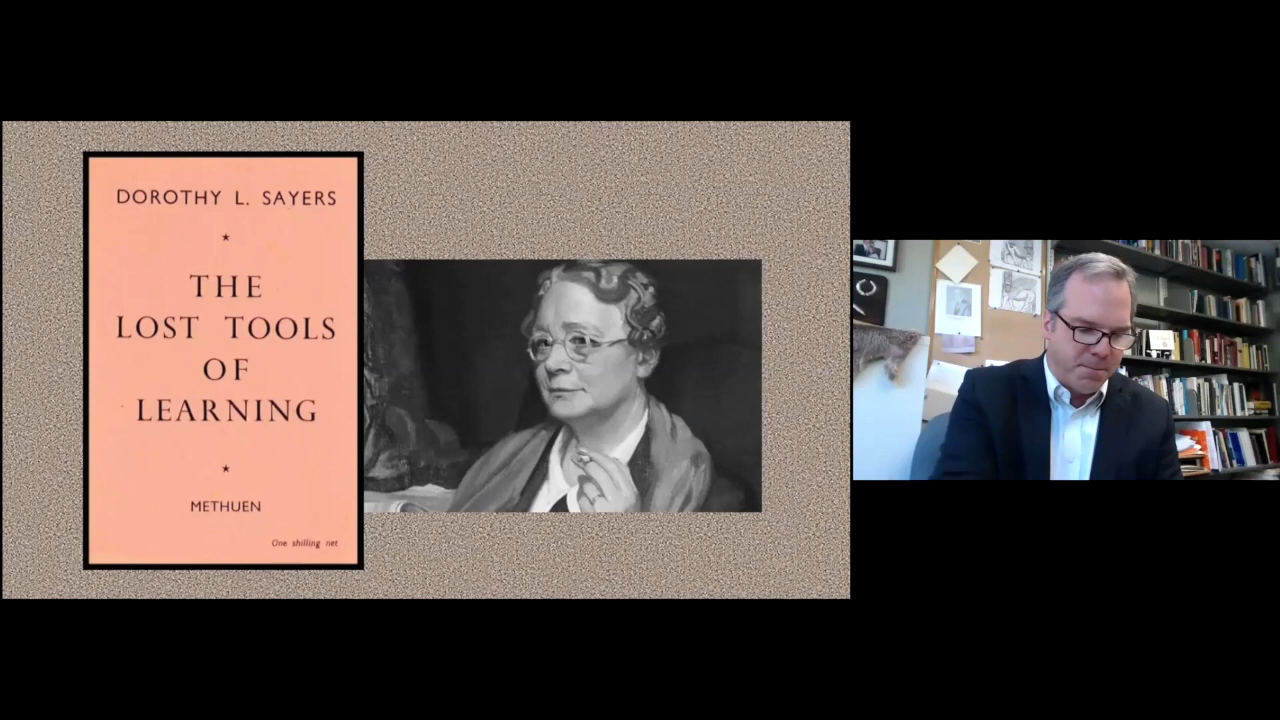 DOROTHY L. SAYERS
THE
LOST TOOLS
OF
LEARNING
METHUEN
One shilling net